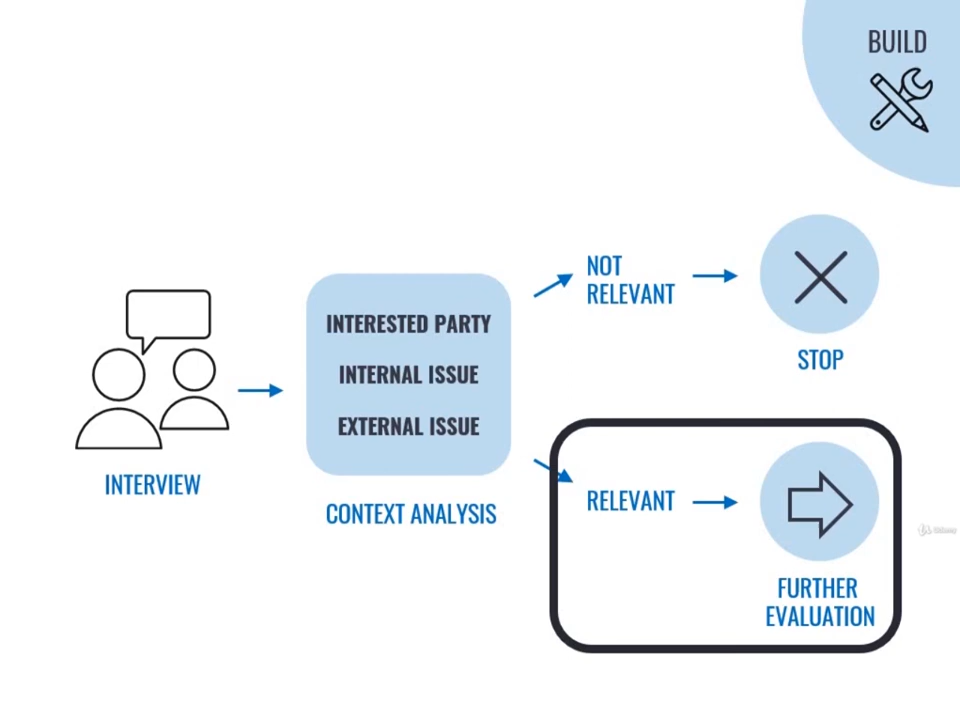 BUILD
NOT
RELEVANT
INTERESTED PARTY
INTERNAL ISSUE
EXTERNAL ISSUE
STOP
INTERVIEW
CONTEXT ANALYSIS
RELEVANT
FURTHER
EVALUATION